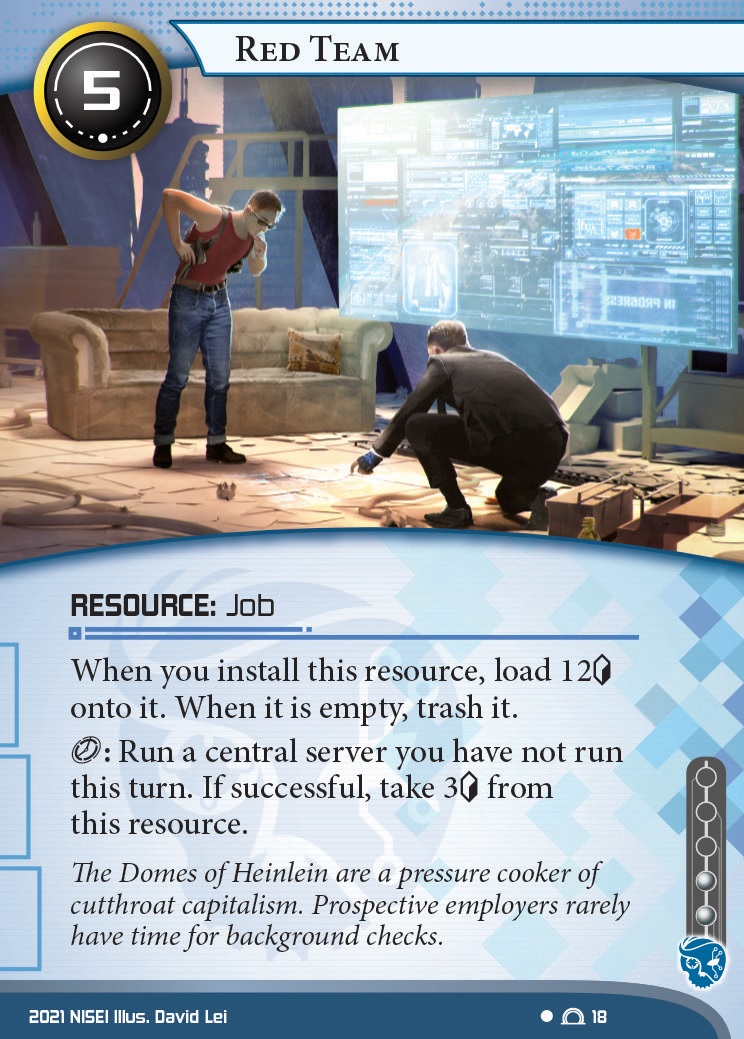 RED TEAM
5
IN PROGRESS
RESOURCE: Job
When you install this resource, load 12
onto it. When it is empty, trash it.
: Run a central server you have not run
this turn. If successful, take 3 from
this resource.
The Domes of Heinlein are a pressure cooker of
cutthroat capitalism. Prospective employers rarely
have time for background checks.
2021 NISEI Illus. David Lei
18